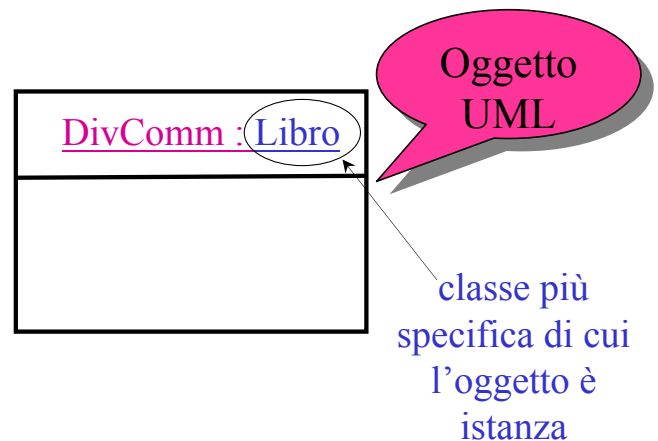 Oggetto
UML
DivComm : Libro
classe più
specifica di cui
l’oggetto è
istanza